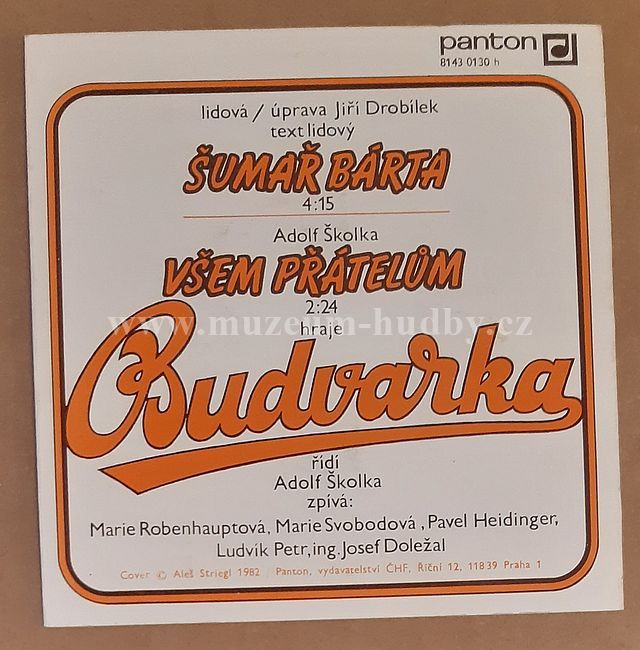 panton
8143 0130 h
lidová / úprava Jiří Drobílek
text lidový
ŠUMAŘ BÁRTA
4:15
Adolf Školka
VŠEM PŘÁTELŮM
2:24
www.muzeum-hudby.cz
hraje
Budvarka
řídí
Adolf Školka
zpívá:
Marie Robenhauptová, Marie Svobodová, Pavel Heidinger,
Ludvík Petr, ing. Josef Doležal
Cover © Aleš Striegl 1982 / Panton, vydavatelství ČHF, Říční 12, 118 39 Praha 1